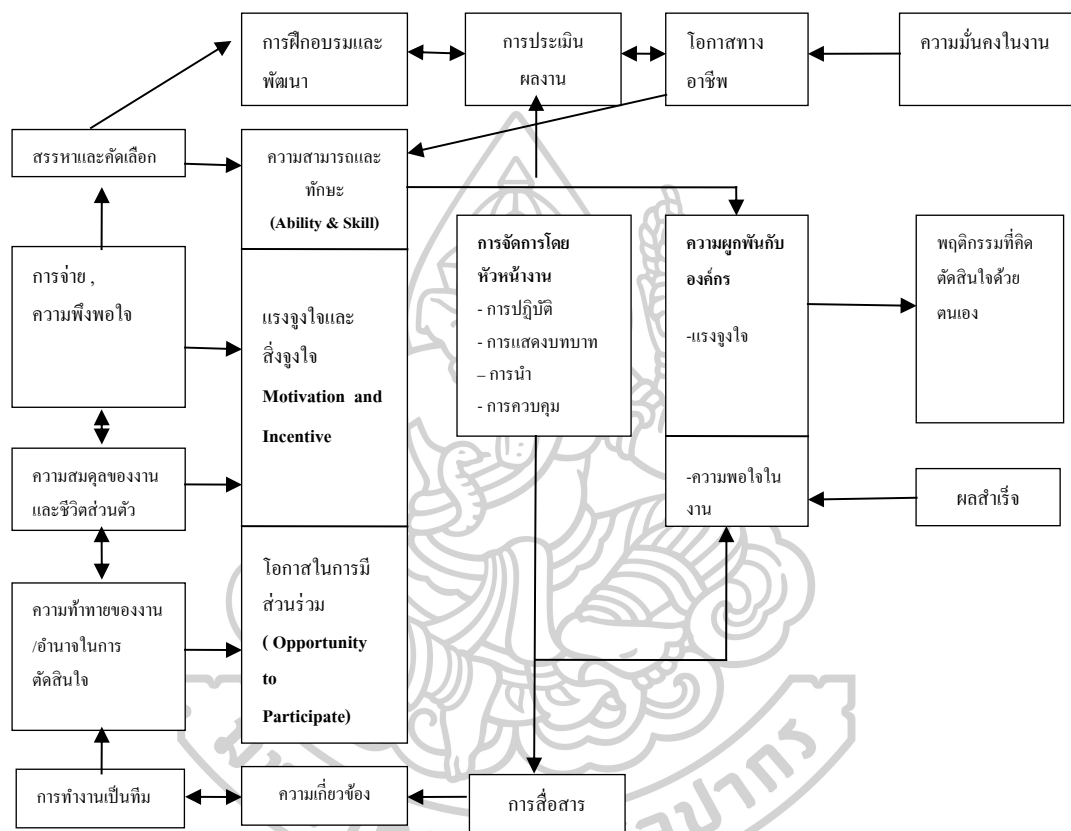 การฝึกอบรมและ
พัฒนา
การประเมิน
ผลงาน
โอกาสทาง
อาชีพ
ความมั่นคงในงาน
สรรหาและคัดเลือก
ความสามารถและ
ทักษะ
(Ability & Skill)
การจ่าย ,
ความพึงพอใจ
แรงจูงใจและ
สิ่งจูงใจ
Motivation and
Incentive
การจัดการโดย
หัวหน้างาน
- การปฏิบัติ
- การแสดงบทบาท
– การนำ
- การควบคุม
ความผูกพันกับ
องค์กร
-แรงจูงใจ
พฤติกรรมที่คิด
ตัดสินใจด้วย
ตนเอง
ความสมดุลของงาน
และชีวิตส่วนตัว
-ความพอใจใน
งาน
ผลสำเร็จ
ความท้าทายของงาน
/อำนาจในการ
ตัดสินใจ
โอกาสในการมี
ส่วนร่วม
( Opportunity
to
Participate)
การทำงานเป็นทีม
ความเกี่ยวข้อง
การสื่อสาร